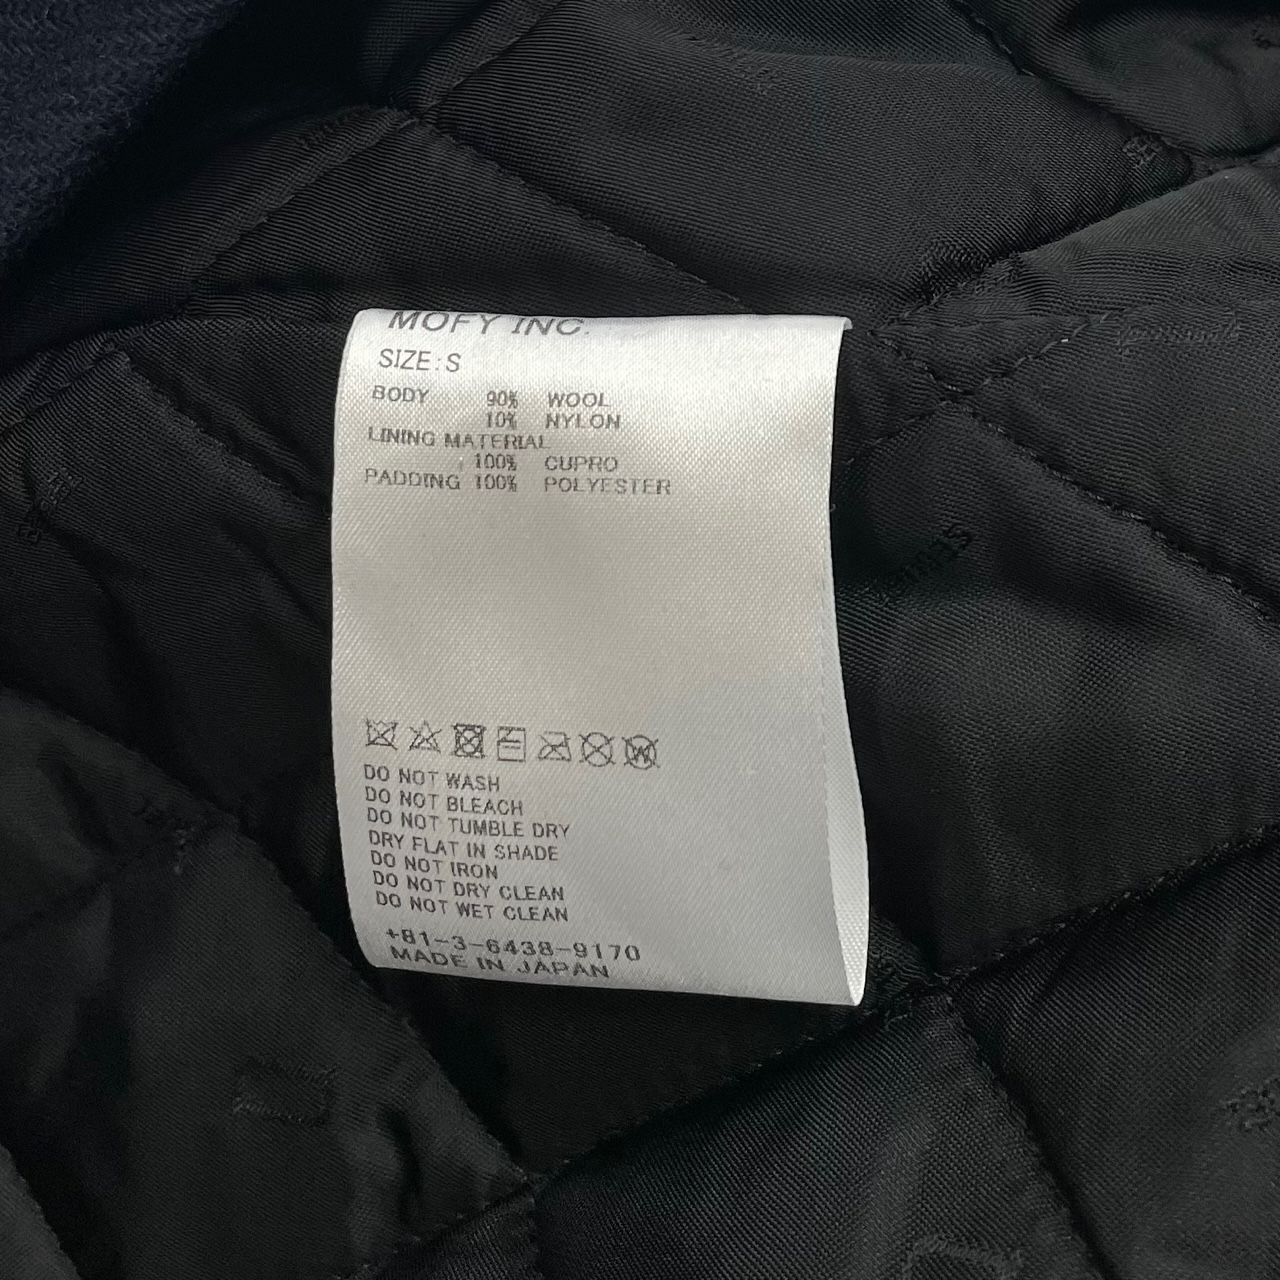 MOFY INC.
SIZE:S
BODY 90% WOOL
10% NYLON
LINING MATERIAL
100% CUPRO
PADDING 100% POLYESTER
DO NOT WASH
DO NOT BLEACH
DO NOT TUMBLE DRY
DRY FLAT IN SHADE
DO NOT IRON
DO NOT DRY CLEAN
DO NOT WET CLEAN
+81-3-6438-9170
MADE IN JAPAN